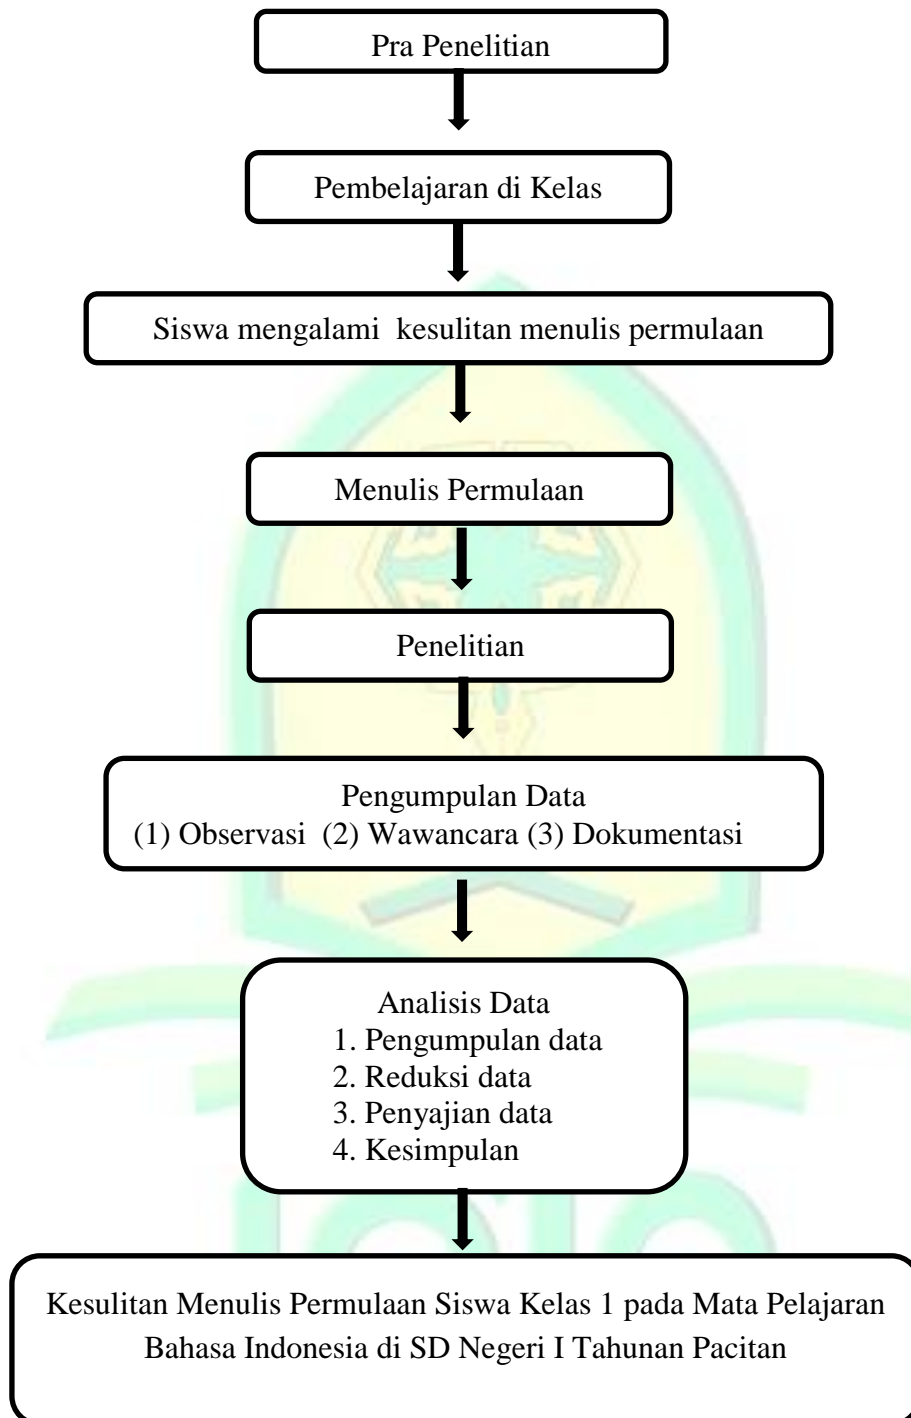 Pra Penelitian
Pembelajaran di Kelas
Siswa mengalami  kesulitan menulis permulaan
Menulis Permulaan
Penelitian
Pengumpulan Data
(1) Observasi  (2) Wawancara (3) Dokumentasi
Analisis Data
1. Pengumpulan data
2. Reduksi data
3. Penyajian data
4. Kesimpulan
Kesulitan Menulis Permulaan Siswa Kelas 1 pada Mata Pelajaran
Bahasa Indonesia di SD Negeri I Tahunan Pacitan